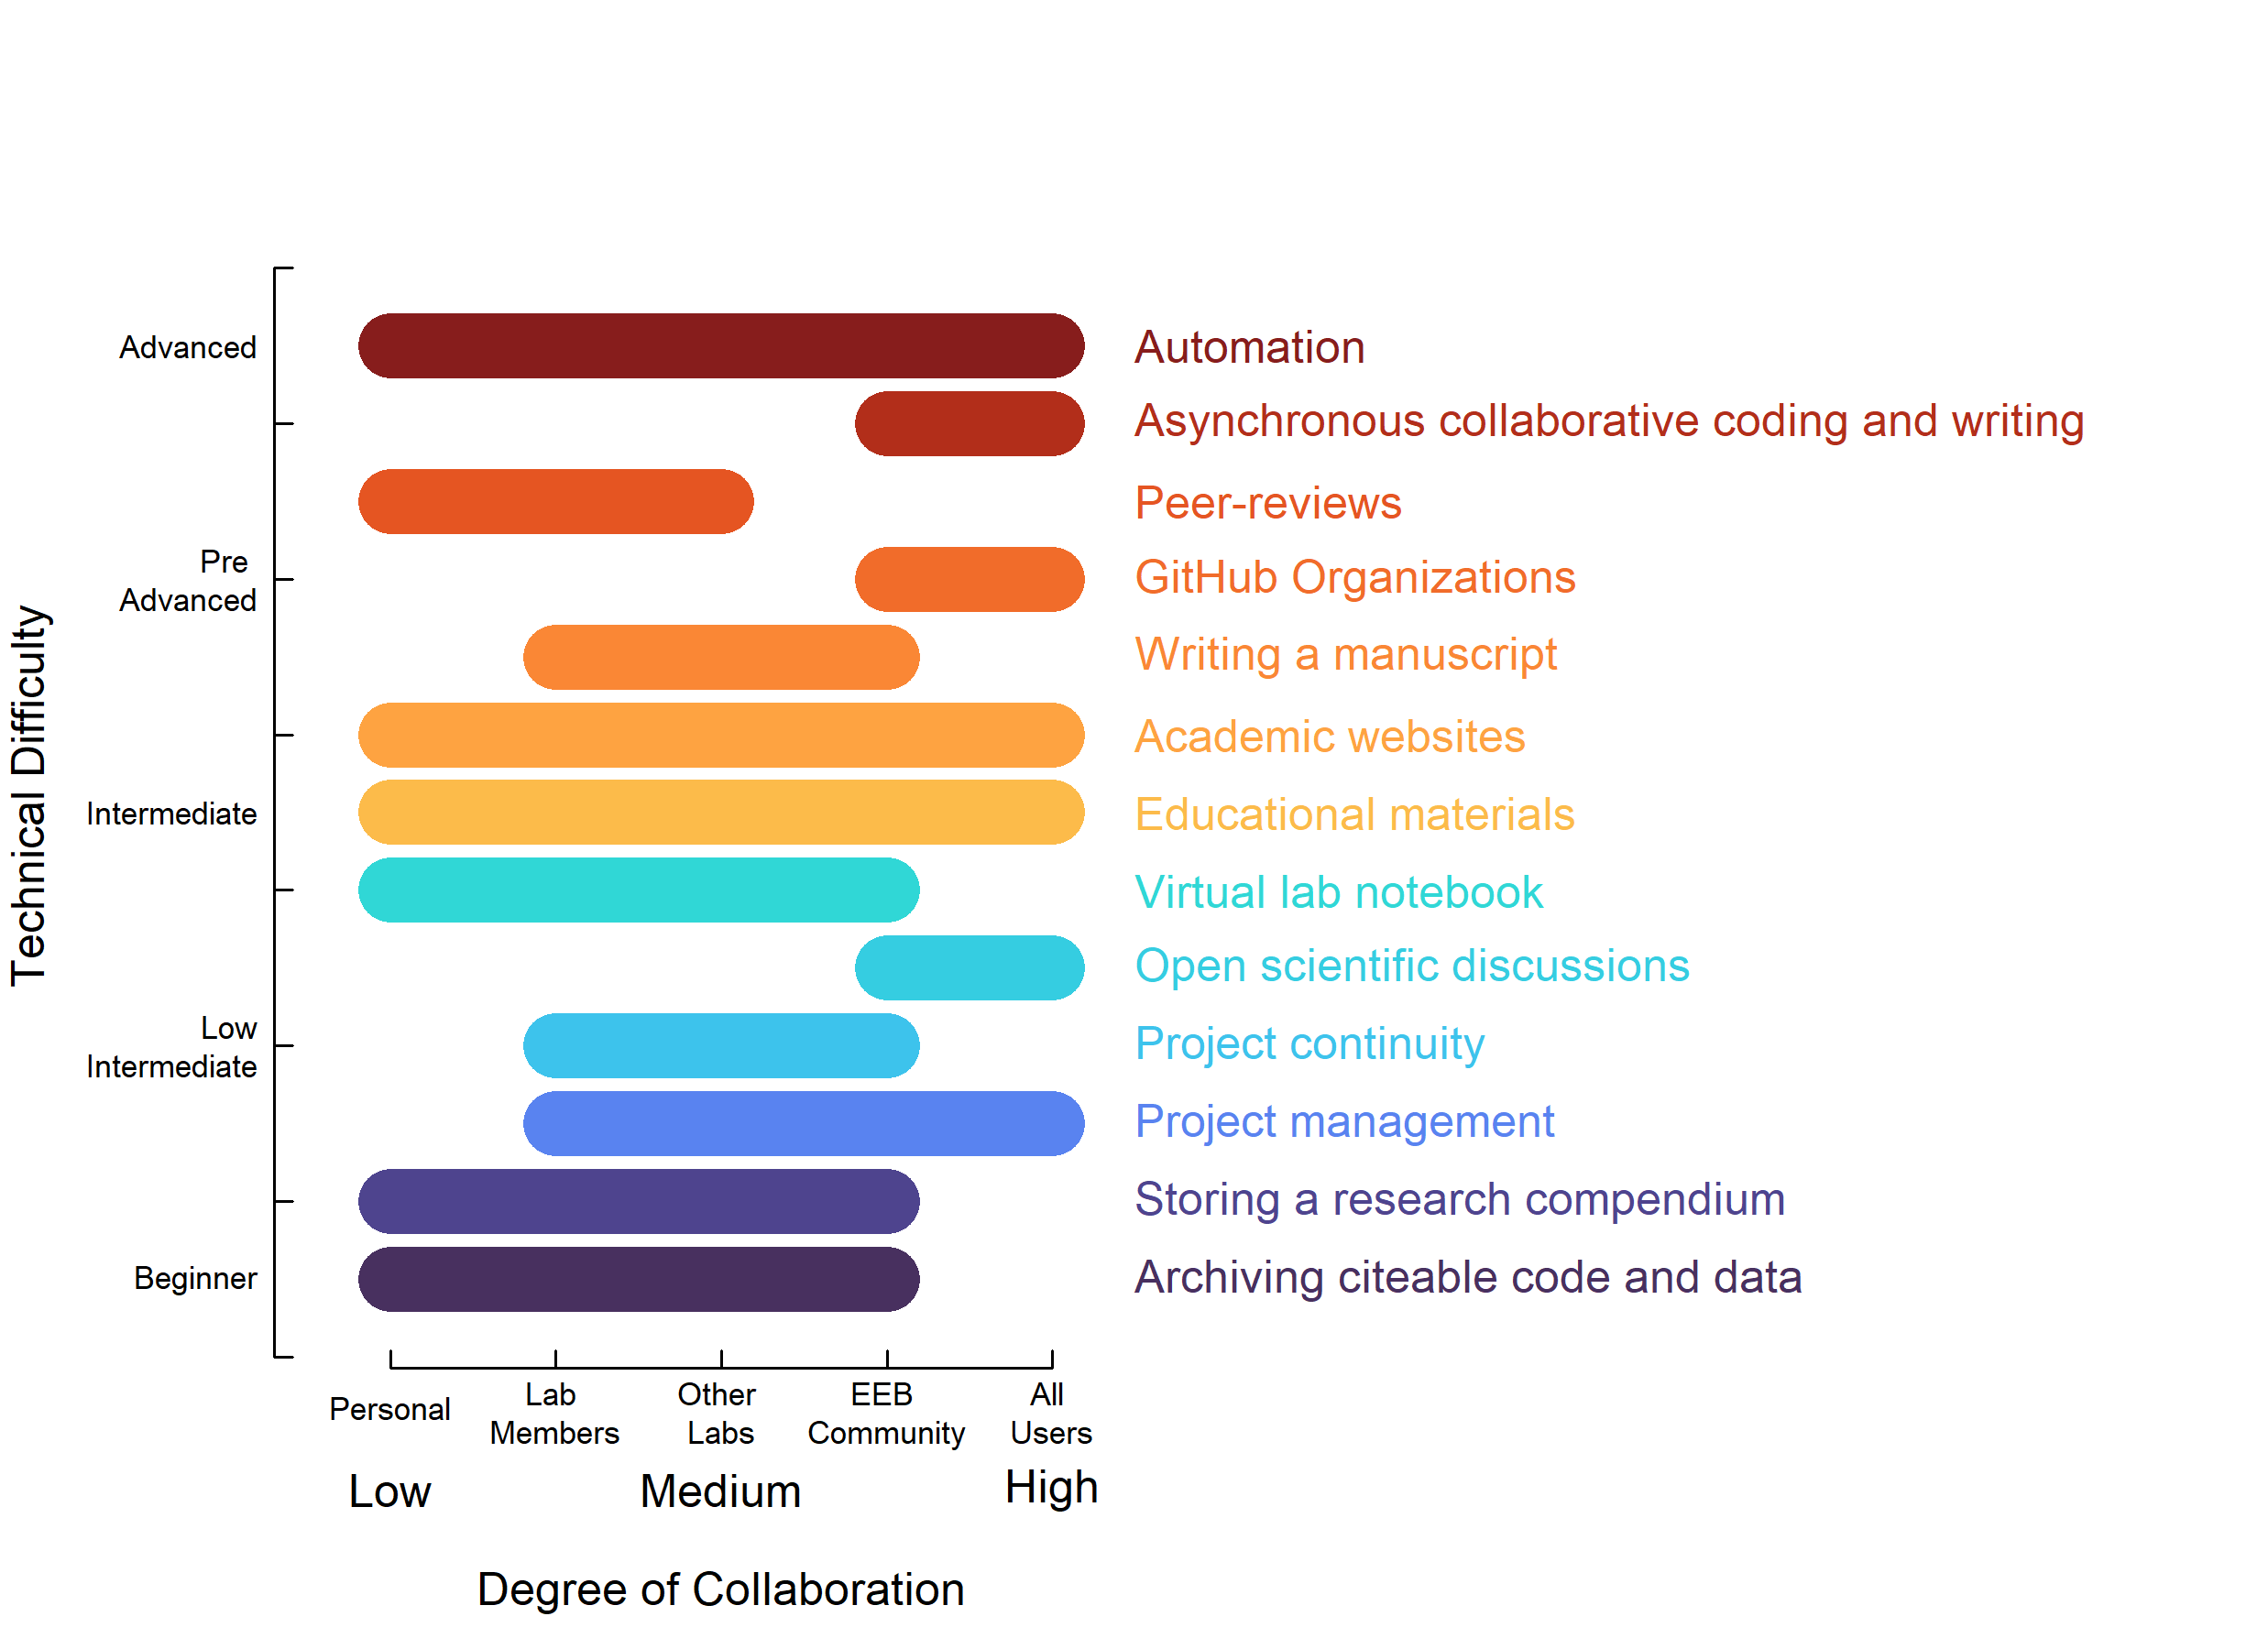 Technical Difficulty
Advanced
Pre
Advanced
Intermediate
Low
Intermediate
Beginner
Automation
Asynchronous collaborative coding and writing
Peer-reviews
GitHub Organizations
Writing a manuscript
Academic websites
Educational materials
Virtual lab notebook
Open scientific discussions
Project continuity
Project management
Storing a research compendium
Archiving citeable code and data
Personal
Lab
Members
Other
Labs
EEB
Community
All
Users
Low
Medium
High
Degree of Collaboration